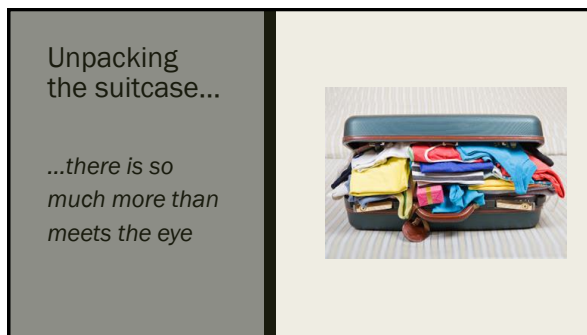 Unpacking
the suitcase...
...there is so
much more than
meets the eye